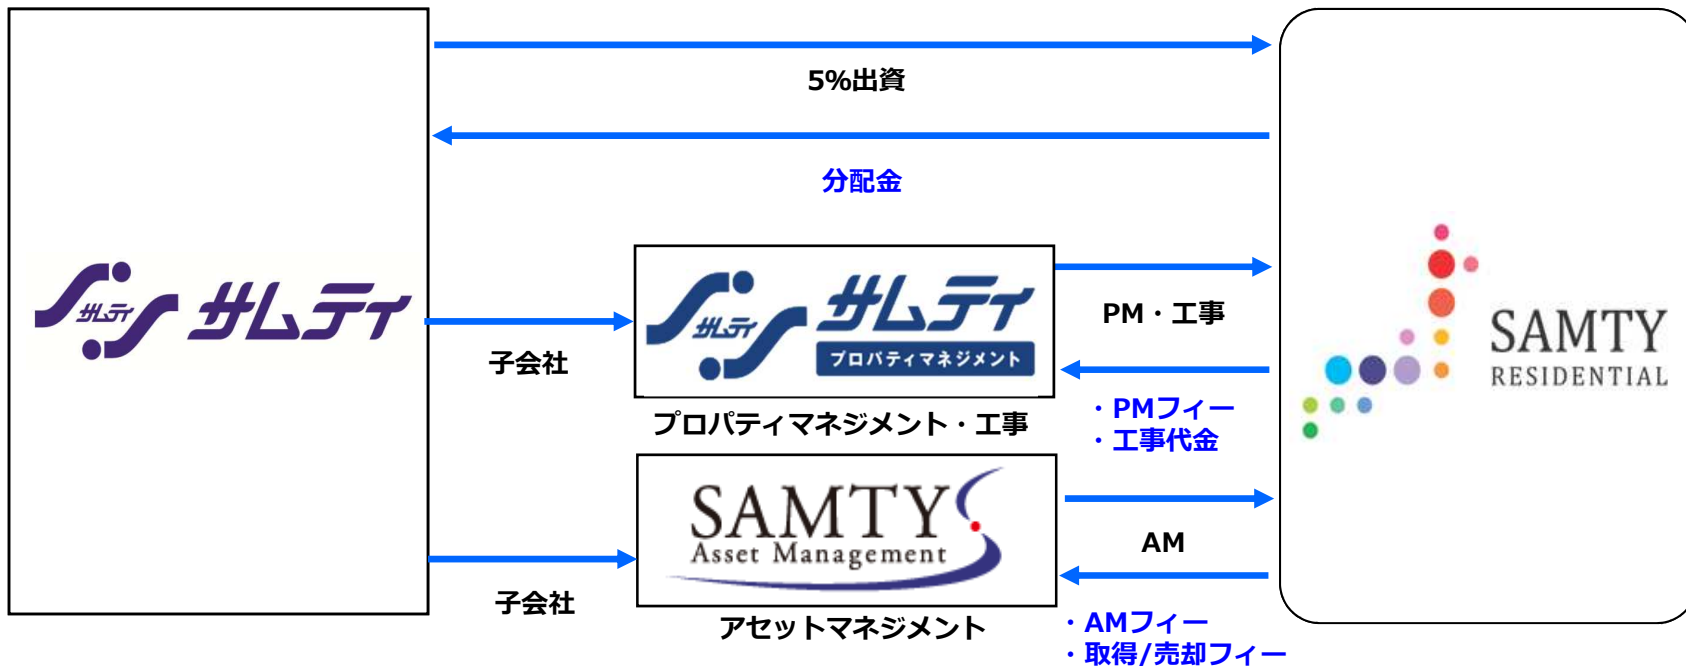 5%出資
分配金
サムティ サムティ
子会社
サムティ サムティ
プロパティマネジメント
プロパティマネジメント・工事
PM・工事
・PMフィー
・工事代金
SAMTY
RESIDENTIAL
子会社
SAMTY
Asset Management
アセットマネジメント
AM
・AMフィー
・取得/売却フィー